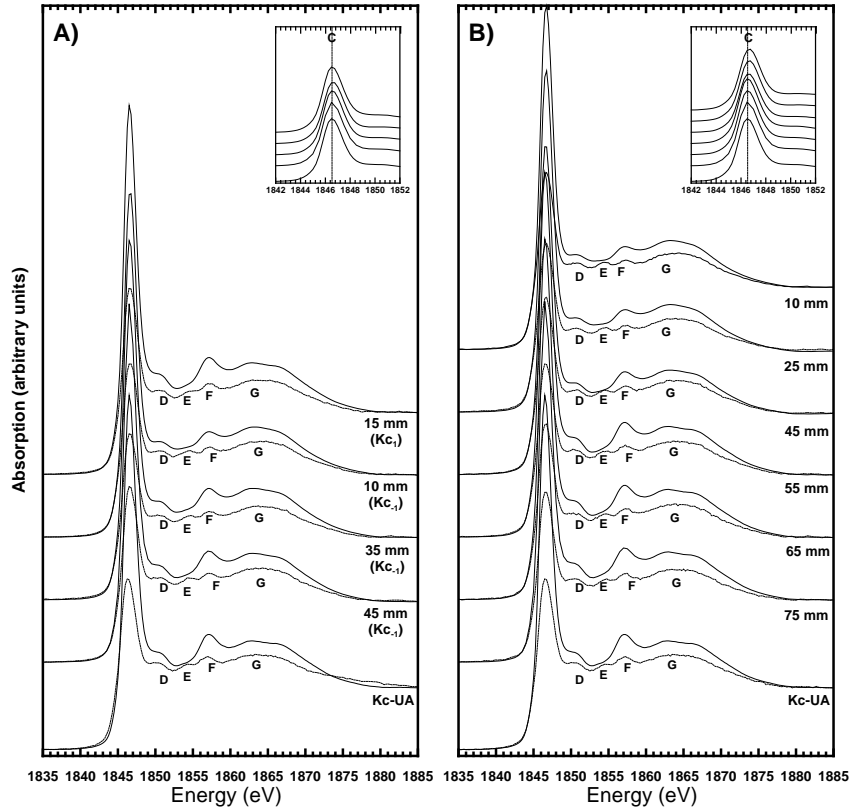 A)
C
1842 1844 1846 1848 1850 1852
D E F G
15 mm
(Kc₁)
D E F G
10 mm
(Kc₋₁)
D E F G
35 mm
(Kc₋₁)
D E F G
45 mm
(Kc₋₁)
D E F G
Kc-UA
1835 1840 1845 1850 1855 1860 1865 1870 1875 1880 1885
Energy (eV)
Absorption (arbitrary units)
B)
C
1842 1844 1846 1848 1850 1852
D E F G
10 mm
D E F G
25 mm
D E F G
45 mm
D E F G
55 mm
D E F G
65 mm
D E F G
75 mm
D E F G
Kc-UA
1835 1840 1845 1850 1855 1860 1865 1870 1875 1880 1885
Energy (eV)